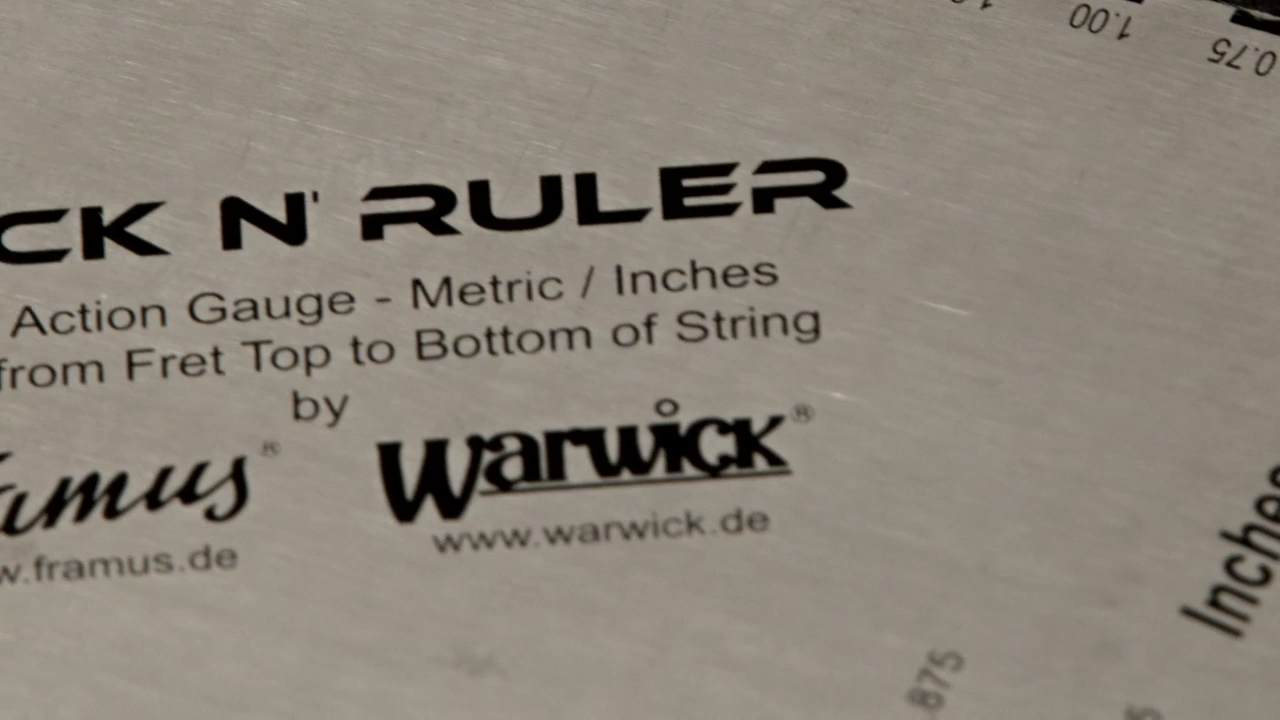 1.00
0.75
CK N' RULER
Action Gauge - Metric / Inches
from Fret Top to Bottom of String
by
framus®
Warwick®
w.framus.de
www.warwick.de
Inches
875